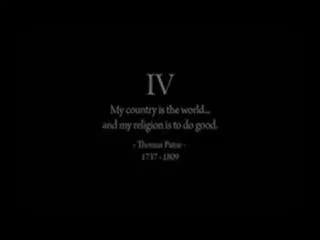 IV
My country is the world...
and my religion is to do good.
- Thomas Paine -
1737 - 1809